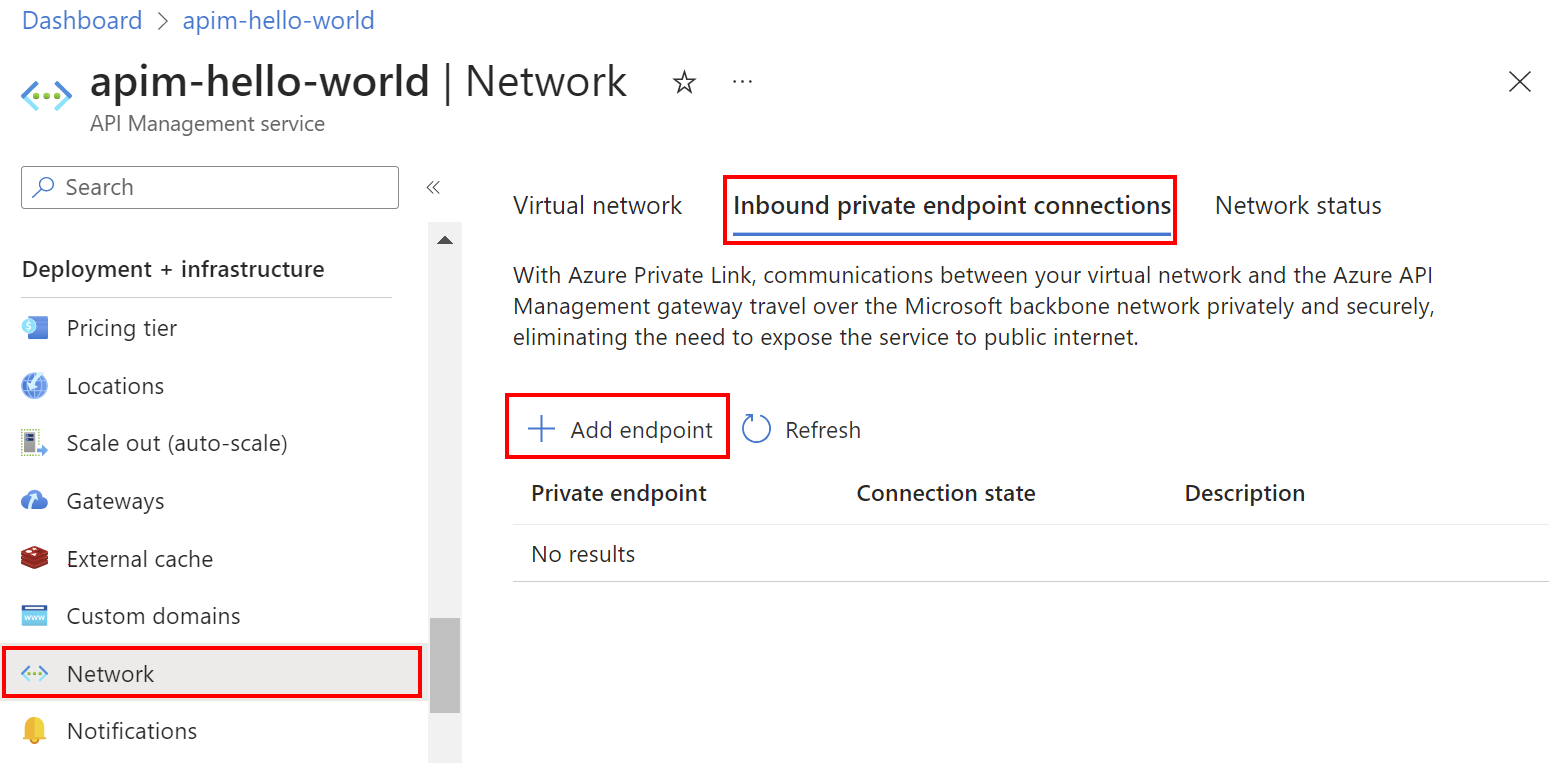 Dashboard > apim-hello-world
apim-hello-world | Network
API Management service
Search
Deployment + infrastructure
Pricing tier
Locations
Scale out (auto-scale)
Gateways
External cache
Custom domains
Network
Notifications
Virtual network
Inbound private endpoint connections
Network status
With Azure Private Link, communications between your virtual network and the Azure API
Management gateway travel over the Microsoft backbone network privately and securely,
eliminating the need to expose the service to public internet.
Add endpoint
Refresh
Private endpoint
Connection state
Description
No results